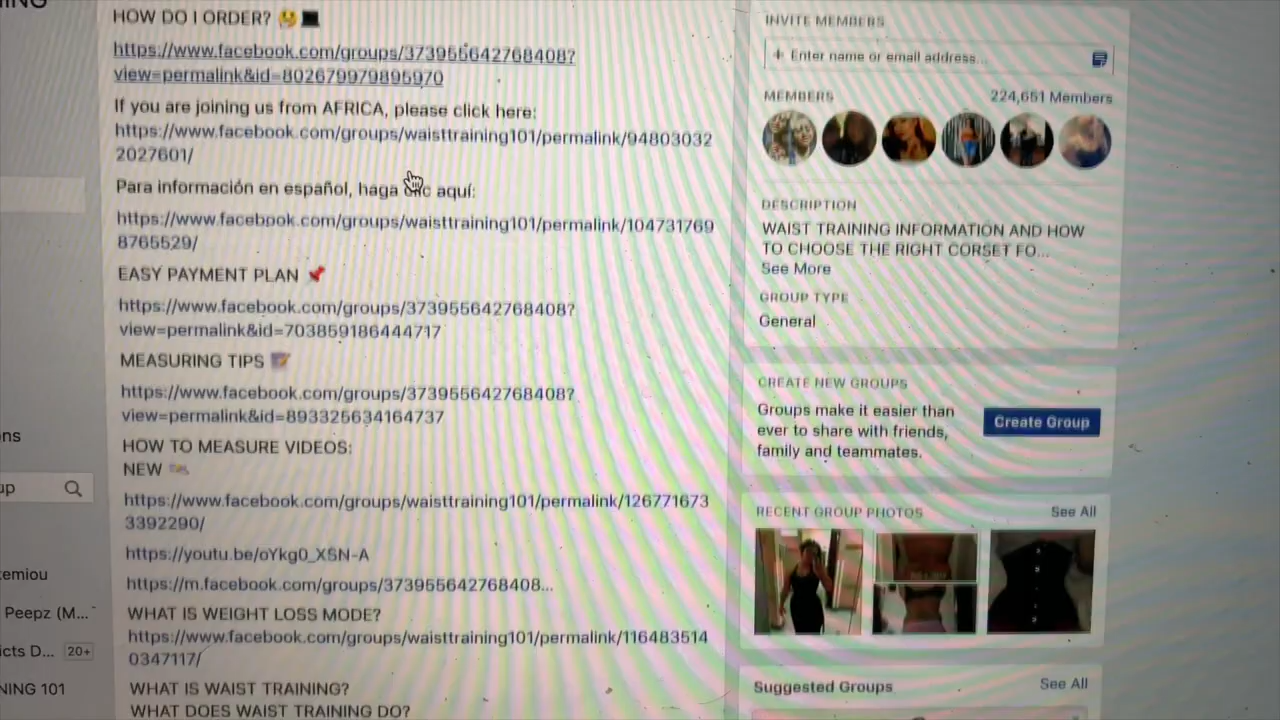 HOW DO I ORDER?
https://www.facebook.com/groups/373955642768408?
view=permalink&id=802679979895970
If you are joining us from AFRICA, please click here:
https://www.facebook.com/groups/waisttraining101/permalink/94803032
2027601/
Para información en español, haga clic aquí:
https://www.facebook.com/groups/waisttraining101/permalink/104731769
8765529/
EASY PAYMENT PLAN
https://www.facebook.com/groups/373955642768408?
view=permalink&id=703859186444717
MEASURING TIPS
https://www.facebook.com/groups/373955642768408?
view=permalink&id=893325634164737
HOW TO MEASURE VIDEOS:
NEW
https://www.facebook.com/groups/waisttraining101/permalink/126771673
3392290/
https://youtu.be/oYkg0_XSN-A
https://m.facebook.com/groups/373955642768408...
WHAT IS WEIGHT LOSS MODE?
https://www.facebook.com/groups/waisttraining101/permalink/116483514
0347117/
WHAT IS WAIST TRAINING?
WHAT DOES WAIST TRAINING DO?
INVITE MEMBERS
+ Enter name or email address...
MEMBERS
224,651 Members
DESCRIPTION
WAIST TRAINING INFORMATION AND HOW
TO CHOOSE THE RIGHT CORSET FO...
See More
GROUP TYPE
General
CREATE NEW GROUPS
Groups make it easier than
ever to share with friends,
family and teammates.
Create Group
RECENT GROUP PHOTOS
See All
Suggested Groups
See All
ons
up
temiou
Peepz (M...
icts D... 20+
NING 101